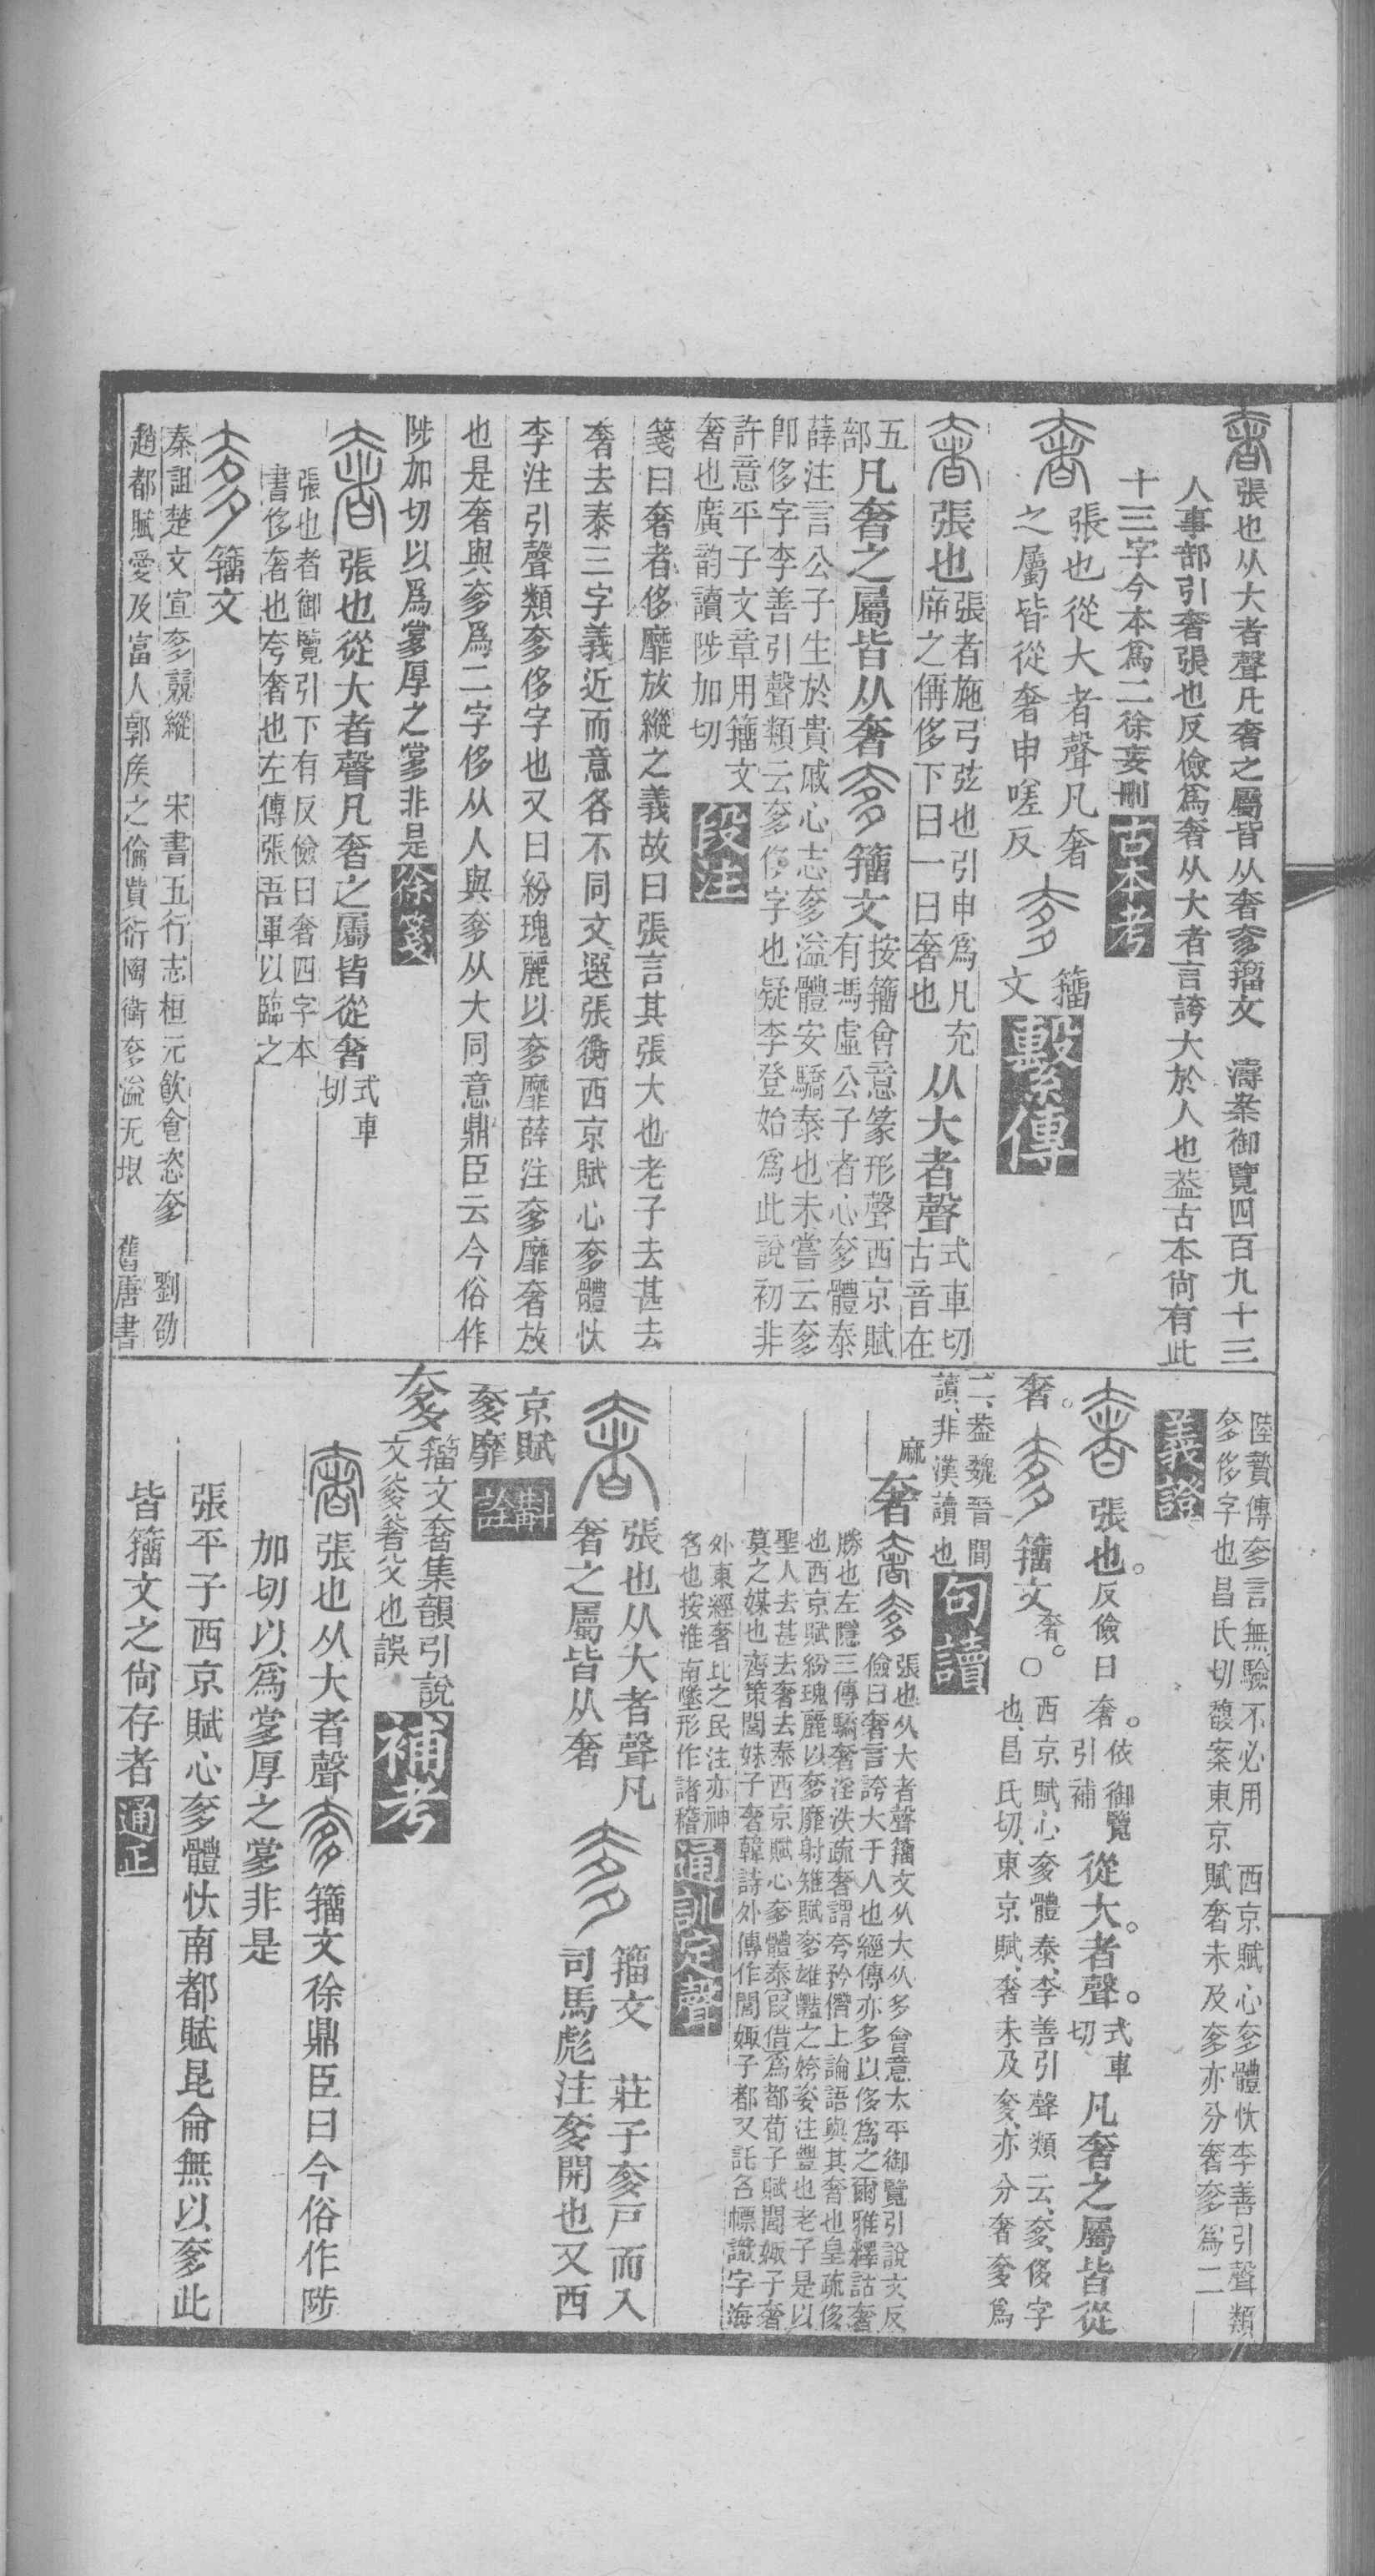 奢張也从大者聲凡奢之屬皆从奢奓籒文　濤案御覽四百九十三
人事部引奢張也反儉爲奢从大者言誇大於人也葢古本尚有此
十三字今本爲二徐妄刪古本考
奢張也從大者聲凡奢
之屬皆從奢申嗟反
奓籒
文繫傳
奢張也
張者施弓弦也引申爲凡充
㡿之偁侈下曰一曰奢也
从大者聲
式車切
古音在
五
部
凡奢之屬皆从奢奓籒文
按籒會意篆形聲西京賦
有馮虛公子者心奓體泰
薛注言公子生於貴戚心志奓溢體安驕泰也未嘗云奓
卽侈字李善引聲類云奓侈字也疑李登始爲此說初非
許意平子文章用籒文
奢也廣韵讀陟加切
段注
箋曰奢者侈靡放縱之義故曰張言其張大也老子去甚去
奢去泰三字義近而意各不同文選張衡西京賦心奓體忕
李注引聲類奓侈字也又曰紛瑰麗以奓靡薛注奓靡奢放
也是奢與奓爲二字侈从人與奓从大同意鼎臣云今俗作
陟加切以爲奓厚之奓非是徐箋
奢張也從大者聲凡奢之屬皆從奢
式車
切
張也者御覽引下有反儉曰奢四字本
書侈奢也夸奢也左傳張吾軍以臨之
奓籒文
秦詛楚文宣奓競縱　宋書五行志桓元飮食恣奓　劉劭
趙都賦爰及富人郭侯之倫貲衍陶衛奓溢无垠　舊唐書
陸贄傳奓言無驗不必用　西京賦心奓體忕李善引聲類
奓侈字也昌氏切馥案東京賦奢未及奓亦分奢奓爲二
義證
奢張也。反儉曰奢。
依御覽
引補
從大。者聲。
式車
切
凡奢之屬皆從
奢。奓籒文奢。○
西京賦心奓體泰、李善引聲類云、奓、侈字
也、昌氏切、東京賦、奢未及奓、亦分奢奓爲
二、葢魏晉間
讀、非漢讀也
句讀
麻
奢奓
張也从大者聲籒文从大从多會意太平御覽引說文反
儉曰奢言誇大于人也經傳亦多以侈爲之爾雅釋詁奢
勝也左隱三傳驕奢淫泆疏奢謂夸矜僭上論語與其奢也皇疏侈
也西京賦紛瑰麗以奓靡射雉賦奓雄豔之姱姿注豐也老子是以
聖人去甚去奢去泰西京賦心奓體泰叚借爲都荀子賦閭娵子奢
莫之媒也齊策閭姝子奢韓詩外傳作閭娵子都又託名幖識字海
外東經奢比之民注亦神
名也按淮南墬形作諸稽
通訓定聲
奢張也从大者聲凡
奢之屬皆从奢
奓
籒文　莊子奓戶而入
司馬彪注奓開也又西
京賦
奓靡
斠詮
奓
籒文奢集韻引說
文爹奢父也誤
補考
奢張也从大者聲奓籒文徐鼎臣曰今俗作陟
加切以爲奓厚之奓非是
張平子西京賦心奓體忕南都賦昆侖無以奓此
皆籒文之尙存者通正